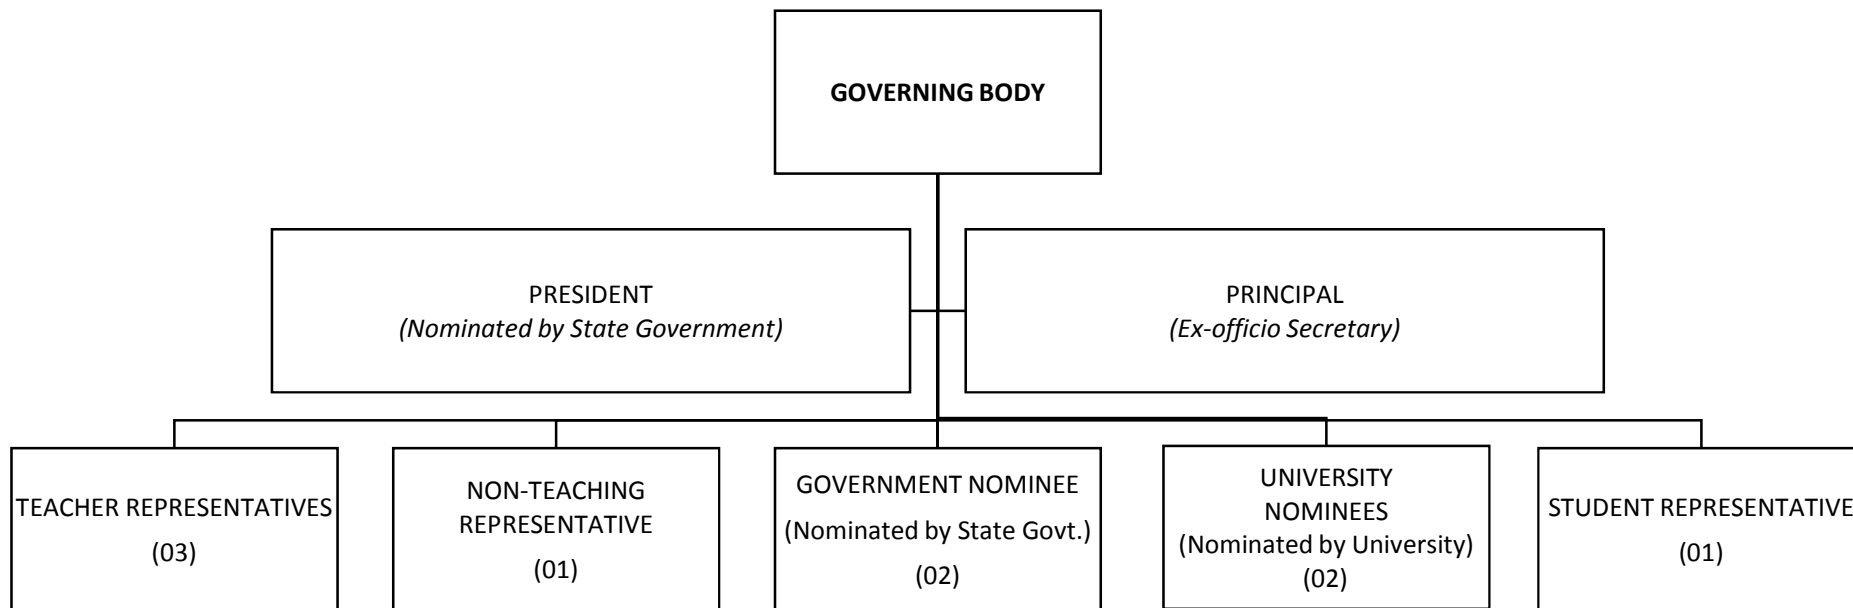 GOVERNING BODY
PRESIDENT
(Nominated by State Government)
PRINCIPAL
(Ex-officio Secretary)
TEACHER REPRESENTATIVES
(03)
NON-TEACHING
REPRESENTATIVE
(01)
GOVERNMENT NOMINEE
(Nominated by State Govt.)
(02)
UNIVERSITY
NOMINEES
(Nominated by University)
(02)
STUDENT REPRESENTATIVE
(01)